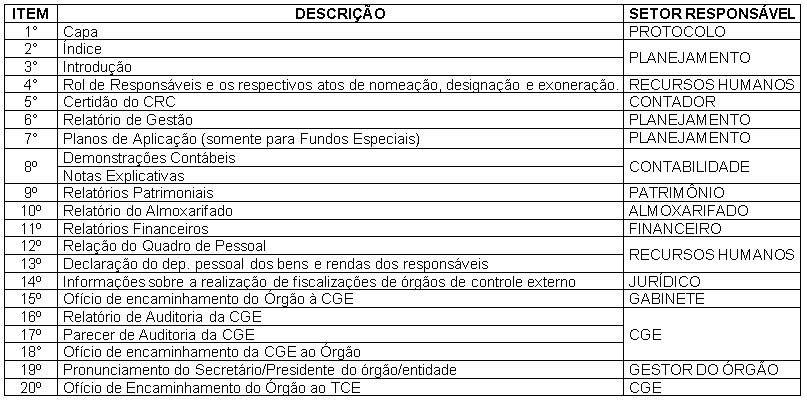 ITEM DESCRIÇÃO SETOR RESPONSÁVEL
1° Capa PROTOCOLO
2° Índice PLANEJAMENTO
3° Introdução
4° Rol de Responsáveis e os respectivos atos de nomeação, designação e exoneração. RECURSOS HUMANOS
5° Certidão do CRC CONTADOR
6° Relatório de Gestão PLANEJAMENTO
7° Planos de Aplicação (somente para Fundos Especiais) PLANEJAMENTO
8º Demonstrações Contábeis CONTABILIDADE
Notas Explicativas
9º Relatórios Patrimoniais PATRIMÔNIO
10º Relatório do Almoxarifado ALMOXARIFADO
11º Relatórios Financeiros FINANCEIRO
12º Relação do Quadro de Pessoal RECURSOS HUMANOS
13º Declaração do dep. pessoal dos bens e rendas dos responsáveis
14º Informações sobre a realização de fiscalizações de órgãos de controle externo JURÍDICO
15º Ofício de encaminhamento do Órgão à CGE GABINETE
16º Relatório de Auditoria da CGE CGE
17º Parecer de Auditoria da CGE
18° Ofício de encaminhamento da CGE ao Órgão
19º Pronunciamento do Secretário/Presidente do órgão/entidade GESTOR DO ÓRGÃO
20º Ofício de Encaminhamento do Órgão ao TCE CGE